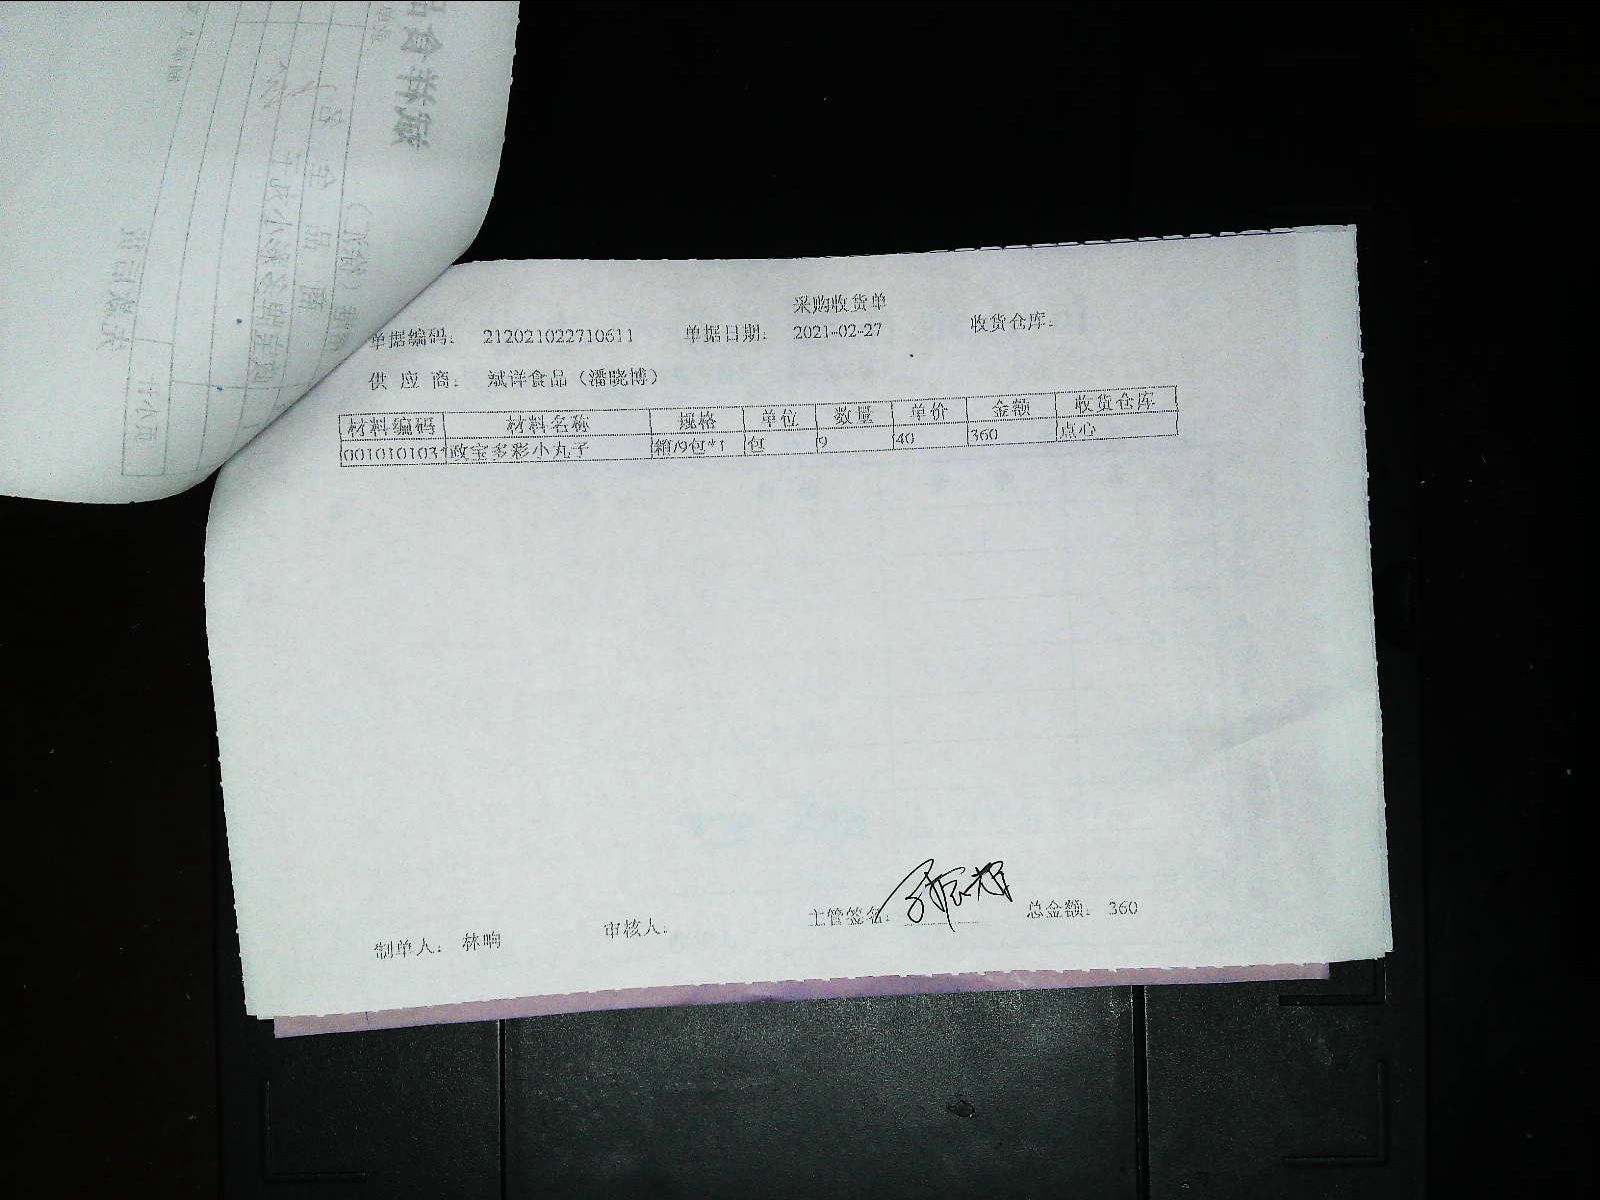 采购收货单
单据编码： 212021022710611 单据日期： 2021-02-27 收货仓库：
供 应 商： 斌详食品（潘晓博）
材料编码 材料名称 规格 单位 数量 单价 金额 收货仓库
0010101031 政宝多彩小丸子 箱/9包*1 包 9 40 360 点心
制单人： 林响 审核人： 主管签名： 总金额： 360